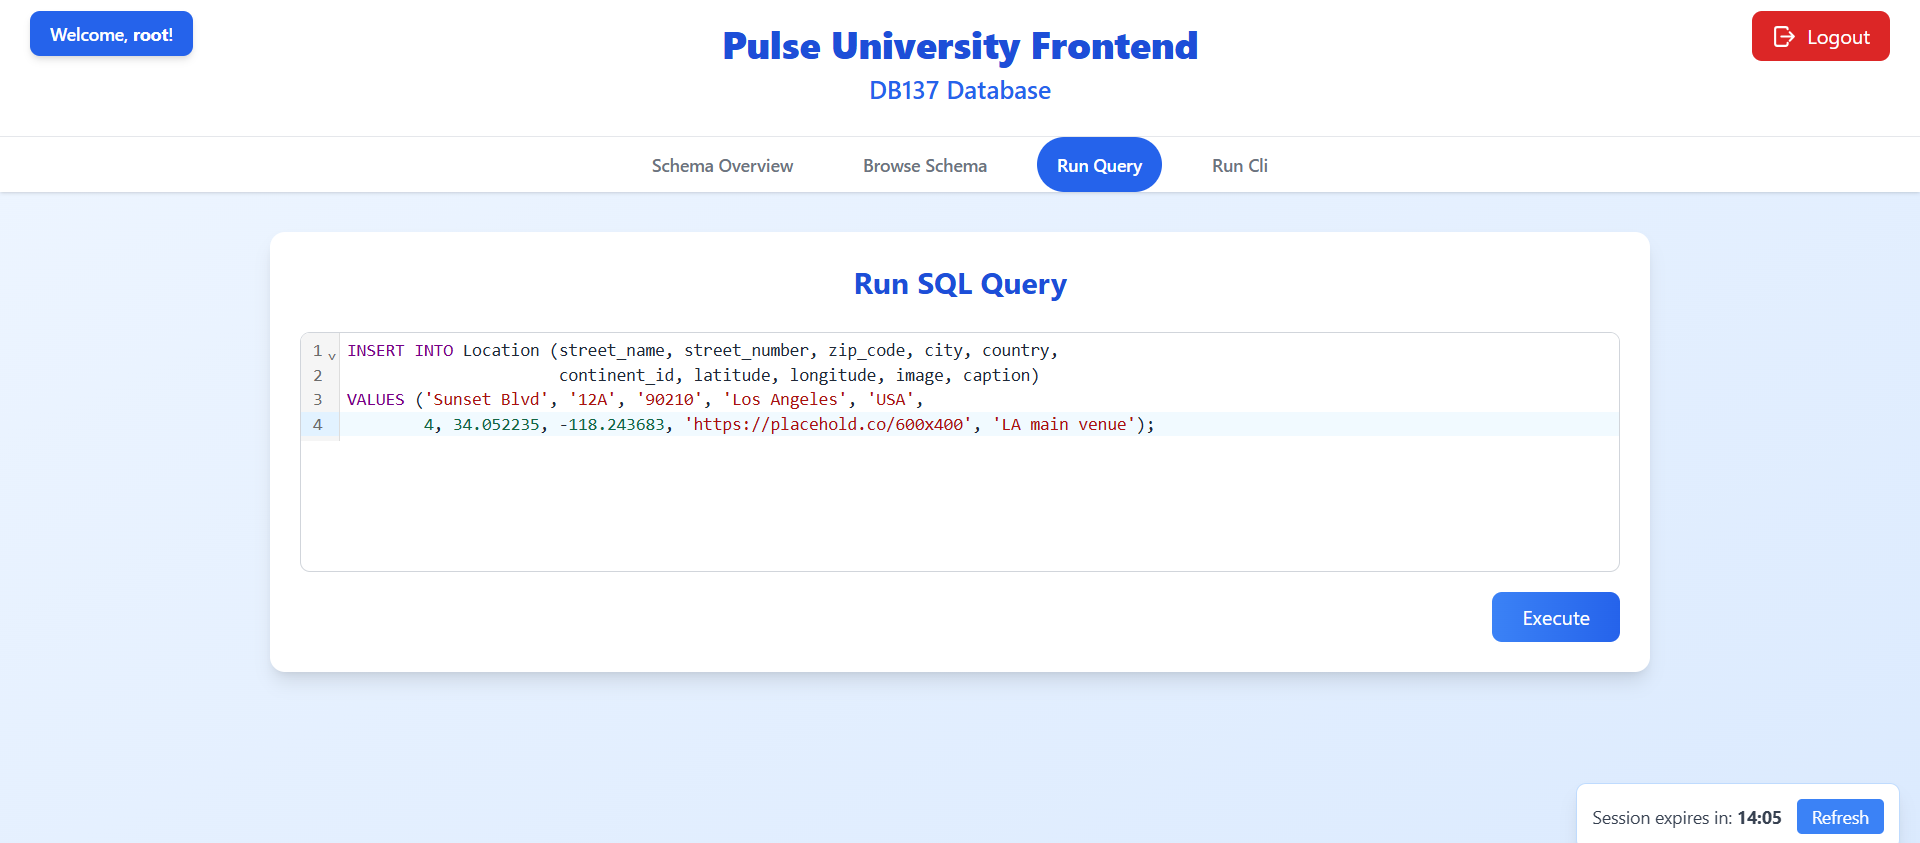 Welcome, root!
Pulse University Frontend
DB137 Database
Logout
Schema Overview
Browse Schema
Run Query
Run Cli
Run SQL Query
1 INSERT INTO Location (street_name, street_number, zip_code, city, country,
2 continent_id, latitude, longitude, image, caption)
3 VALUES ('Sunset Blvd', '12A', '90210', 'Los Angeles', 'USA',
4 4, 34.052235, -118.243683, 'https://placehold.co/600x400', 'LA main venue');
Execute
Session expires in: 14:05
Refresh